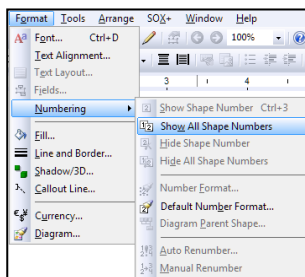 Format Tools Arrange SOX+ Window Help
Font... Ctrl+D
100%
Text Alignment...
Text Layout...
3 4
Fields...
Numbering
Show Shape Number Ctrl+3
Show All Shape Numbers
Fill...
Hide Shape Number
Line and Border...
Hide All Shape Numbers
Shadow/3D...
Callout Line...
Number Format...
Default Number Format...
Currency...
Diagram Parent Shape...
Diagram...
Auto Renumber...
Manual Renumber